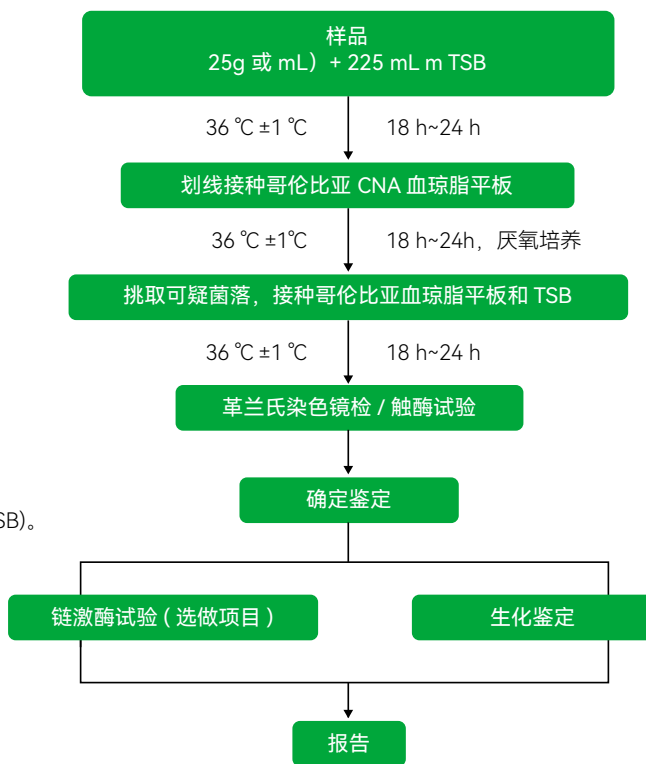 样品
25g 或 mL）+ 225 mL m TSB
36 ℃ ±1 ℃ 18 h~24 h
划线接种哥伦比亚 CNA 血琼脂平板
36 ℃ ±1℃ 18 h~24h，厌氧培养
挑取可疑菌落，接种哥伦比亚血琼脂平板和 TSB
36 ℃ ±1 ℃ 18 h~24 h
革兰氏染色镜检 / 触酶试验
确定鉴定
SB)。
链激酶试验 ( 选做项目 ) 生化鉴定
报告